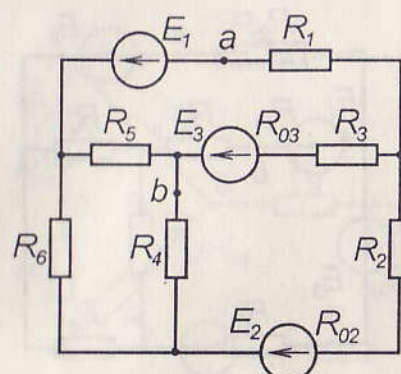 E₁ a R₁
R₅ E₃ R₀₃ R₃
b
R₆ R₄ R₂
E₂ R₀₂